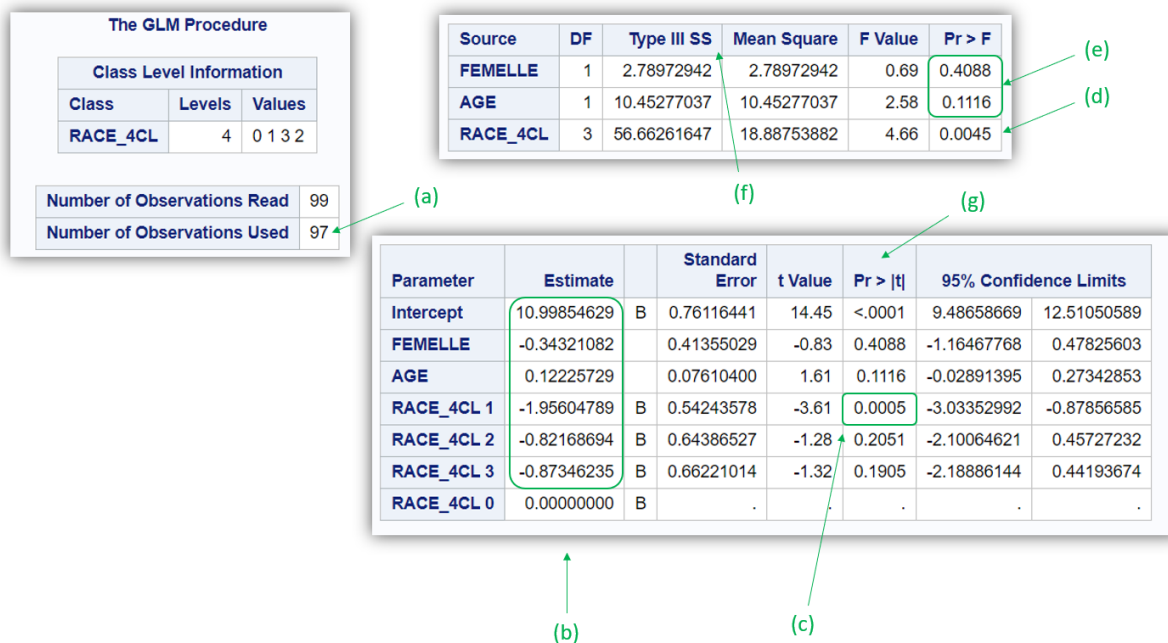 The GLM Procedure
Class Level Information
Class Levels Values
RACE_4CL 4 0 1 3 2
Number of Observations Read 99
Number of Observations Used 97
(a)
Source DF Type III SS Mean Square F Value Pr > F
FEMELLE 1 2.78972942 2.78972942 0.69 0.4088
AGE 1 10.45277037 10.45277037 2.58 0.1116
RACE_4CL 3 56.66261647 18.88753882 4.66 0.0045
(e)
(d)
(f)
(g)
Parameter Estimate Standard Error t Value Pr > |t| 95% Confidence Limits
Intercept 10.99854629 B 0.76116441 14.45 <.0001 9.48658669 12.51050589
FEMELLE -0.34321082 0.41355029 -0.83 0.4088 -1.16467768 0.47825603
AGE 0.12225729 0.07610400 1.61 0.1116 -0.02891395 0.27342853
RACE_4CL 1 -1.95604789 B 0.54243578 -3.61 0.0005 -3.03352992 -0.87856585
RACE_4CL 2 -0.82168694 B 0.64386527 -1.28 0.2051 -2.10064621 0.45727232
RACE_4CL 3 -0.87346235 B 0.66221014 -1.32 0.1905 -2.18886144 0.44193674
RACE_4CL 0 0.00000000 B . . . . .
(b)
(c)